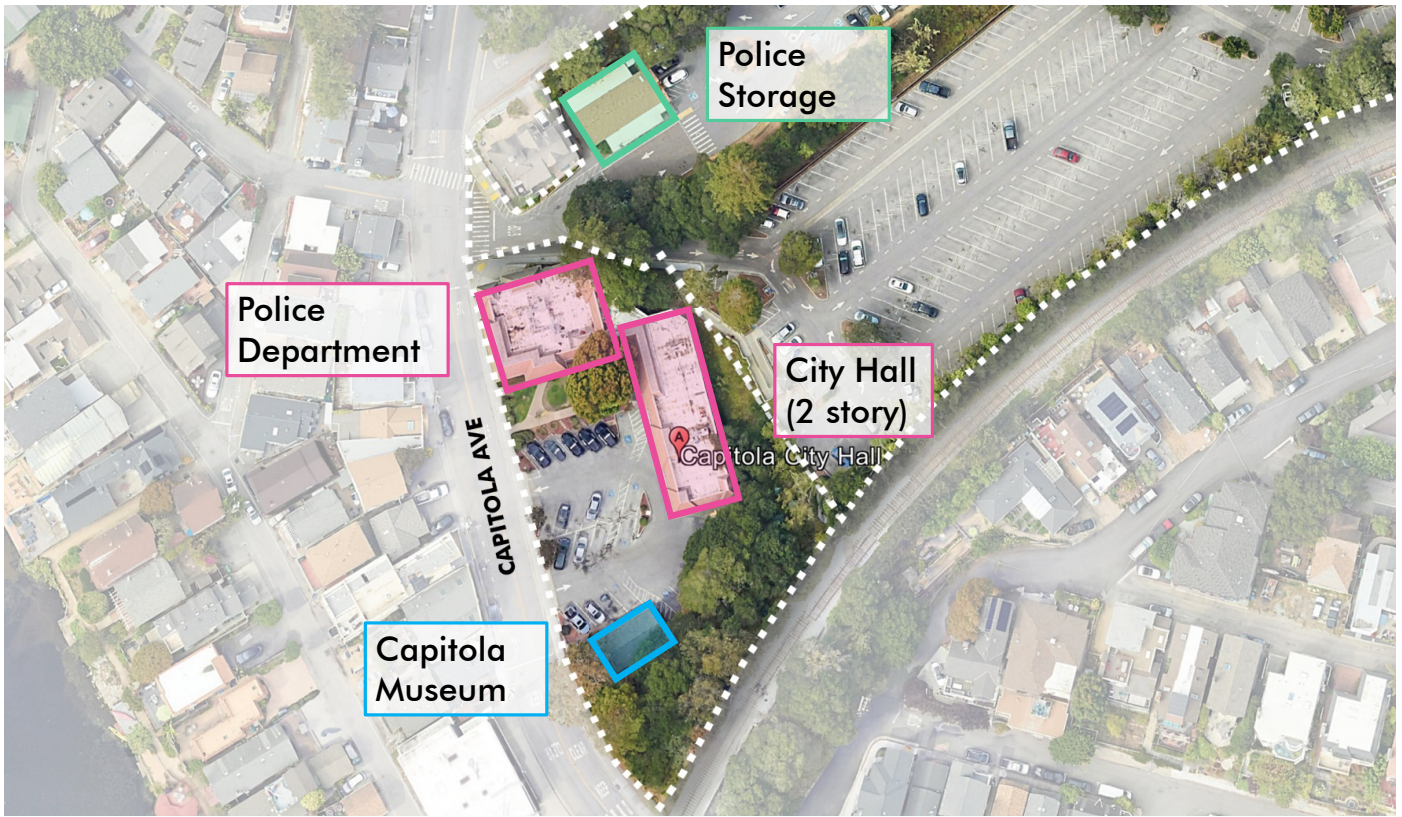 Police
Storage
Police
Department
City Hall
(2 story)
A
Capitola City Hall
CAPITOLA AVE
Capitola
Museum